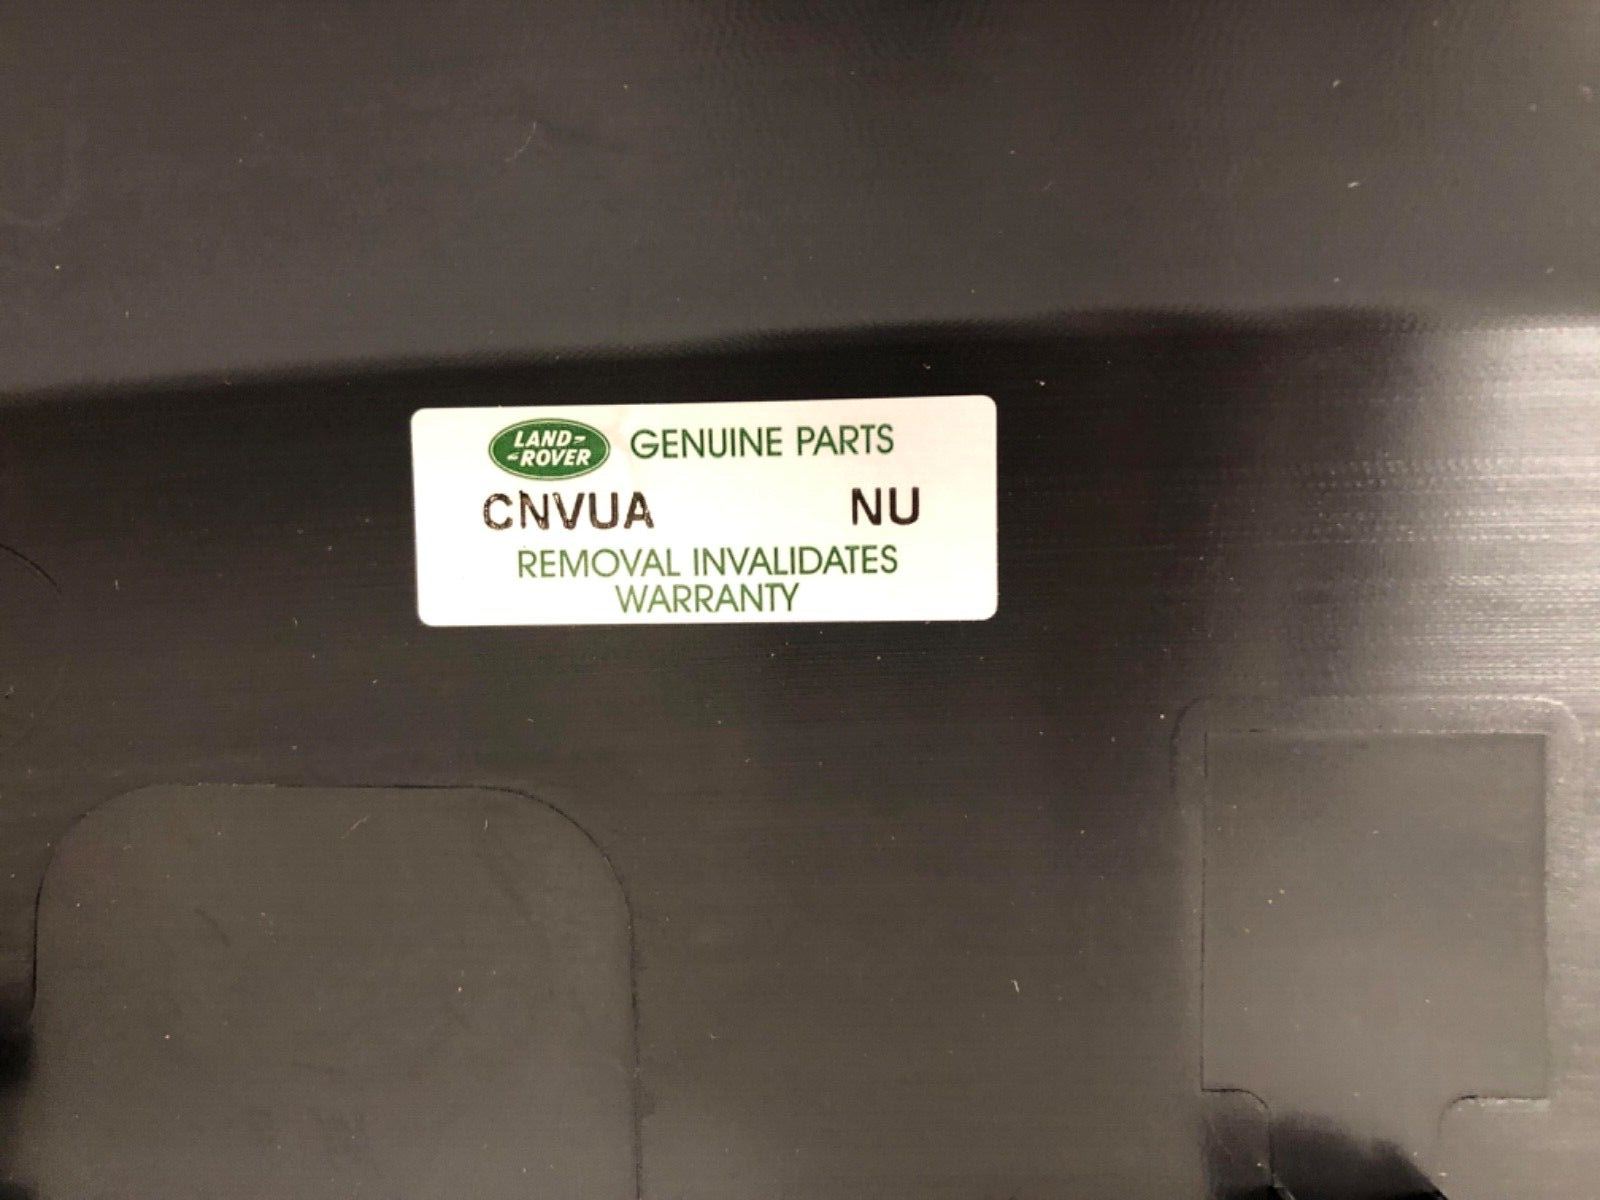 LAND-
-ROVER
GENUINE PARTS
CNVUA NU
REMOVAL INVALIDATES
WARRANTY